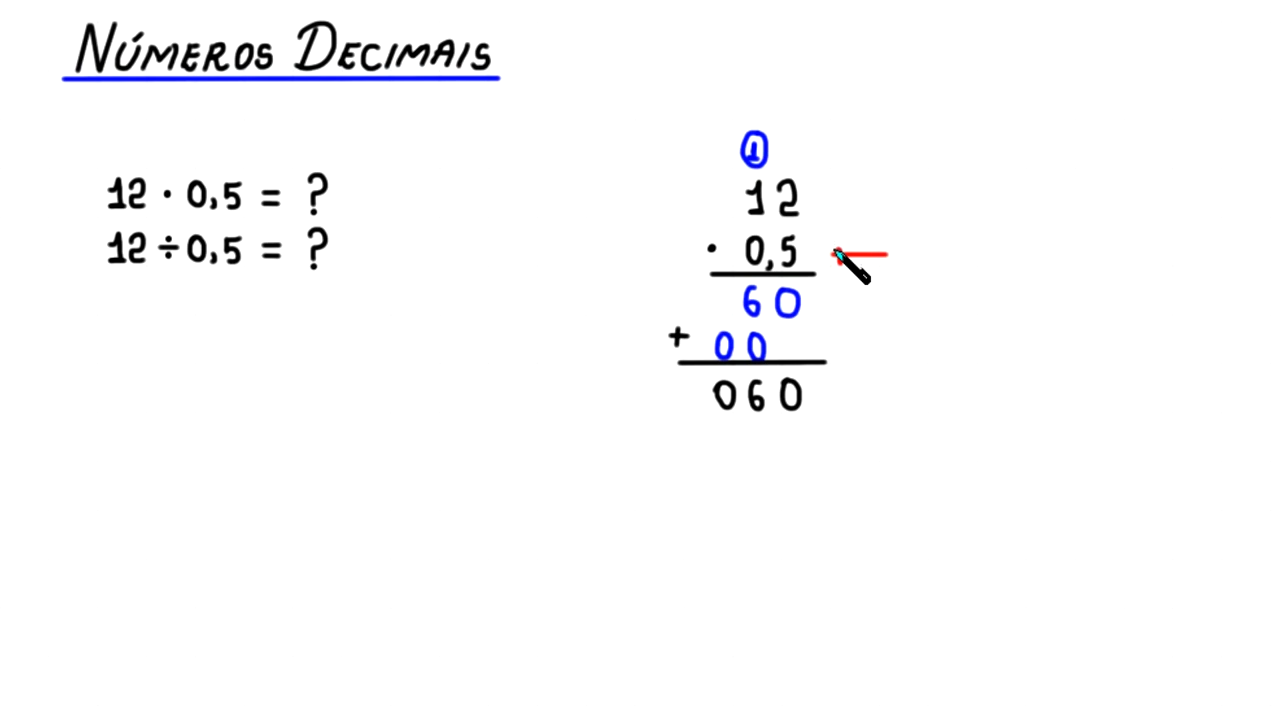 NÚMEROS DECIMAIS
12 · 0,5 = ?
12 ÷ 0,5 = ?
1
12
· 0,5
60
+ 00
060